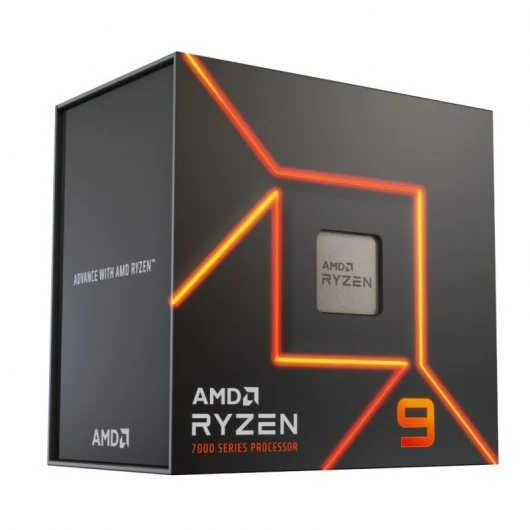 ADVANCE WITH AMD RYZEN™
AMD
AMD
RYZEN
AMD
RYZEN
7000 SERIES PROCESSOR
9